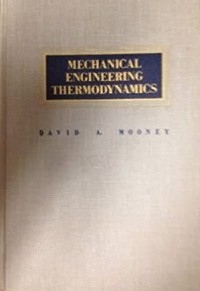 MECHANICAL
ENGINEERING
THERMODYNAMICS
DAVID A. MOONEY